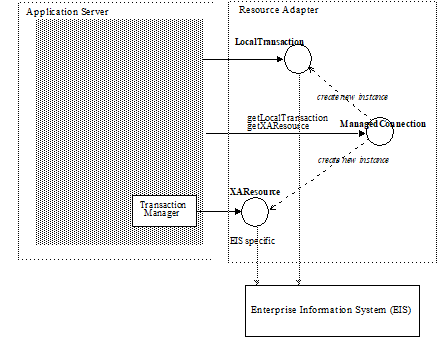 Application Server
Resource Adapter
LocalTransaction
create new instance
getLocalTransaction
getXAResource
ManagedConnection
create new instance
XAResource
Transaction
Manager
EIS specific
Enterprise Information System (EIS)